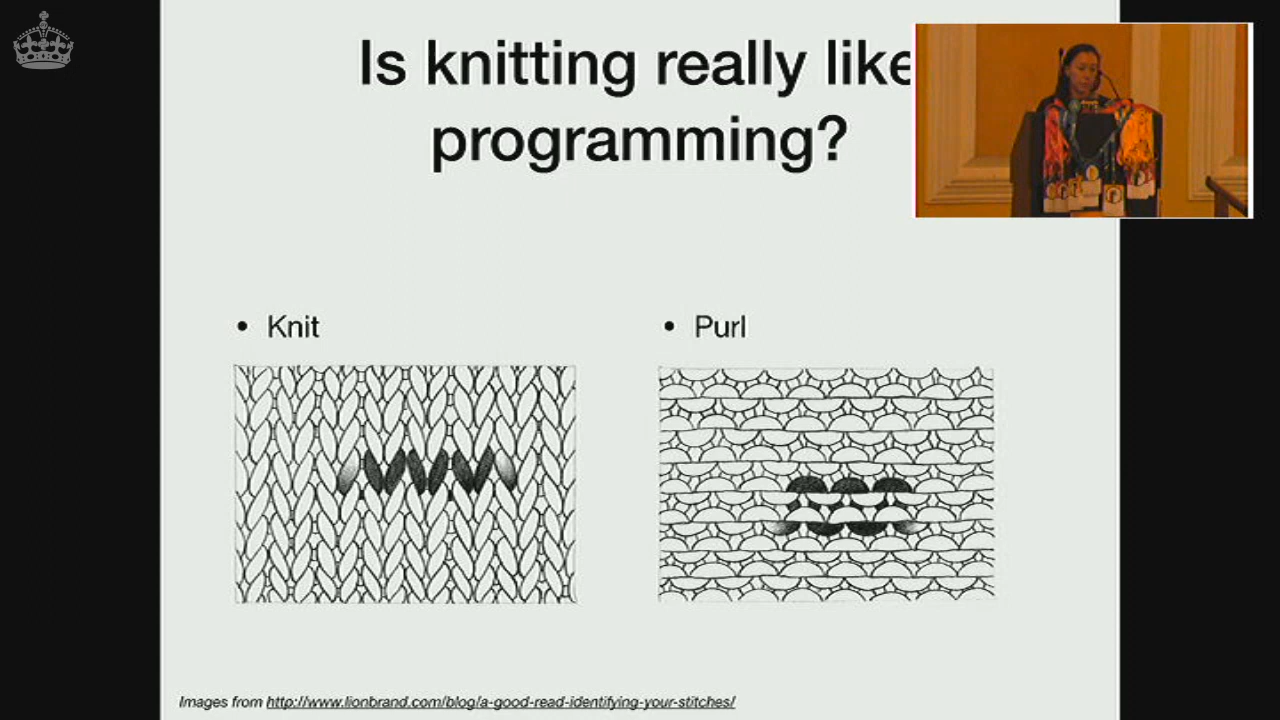 Is knitting really like
programming?
• Knit
• Purl
Images from http://www.lionbrand.com/blog/a-good-read-identifying-your-stitches/